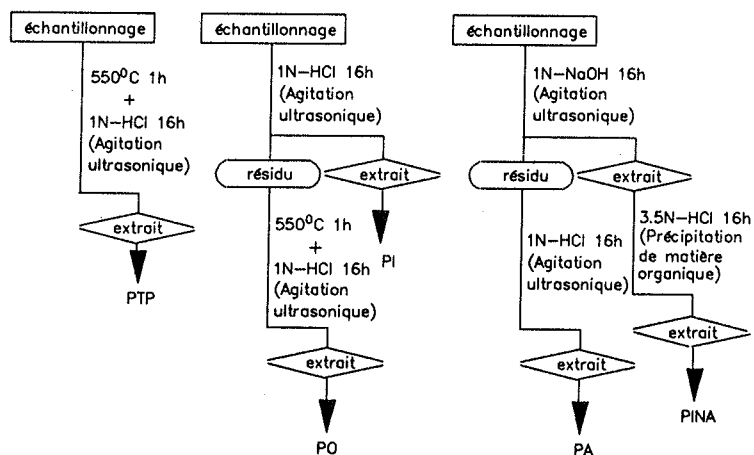 échantillonnage
550°C 1h
+
1N-HCl 16h
(Agitation
ultrasonique)
extrait
PTP
échantillonnage
1N-HCl 16h
(Agitation
ultrasonique)
résidu
extrait
PI
550°C 1h
+
1N-HCl 16h
(Agitation
ultrasonique)
extrait
PO
échantillonnage
1N-NaOH 16h
(Agitation
ultrasonique)
résidu
extrait
1N-HCl 16h
(Agitation
ultrasonique)
extrait
PA
3.5N-HCl 16h
(Précipitation
de matière
organique)
extrait
PINA